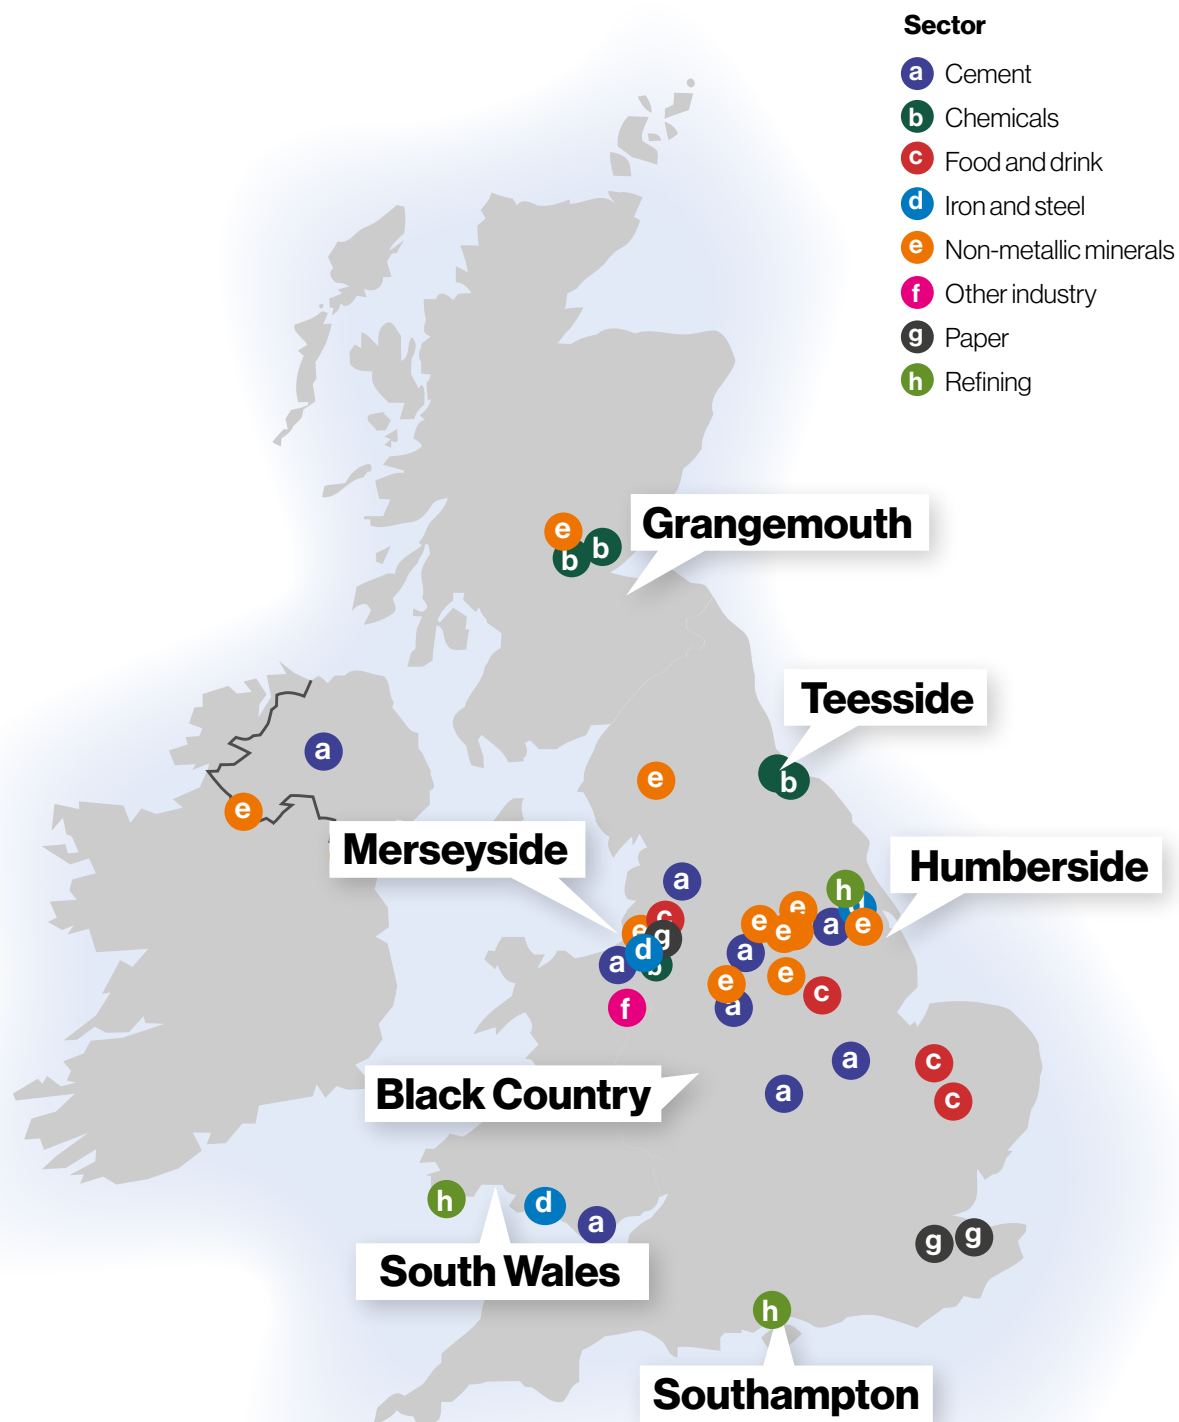 Sector
a Cement
b Chemicals
c Food and drink
d Iron and steel
e Non-metallic minerals
f Other industry
g Paper
h Refining
Grangemouth
e
b b
Teesside
a
e
b
e
Merseyside
Humberside
a
h
c
e
d
e
e
a
e
g
e
d
a
a
b
e
e
c
f
a
a
c
Black Country
a
c
h
d
a
g
g
South Wales
h
Southampton